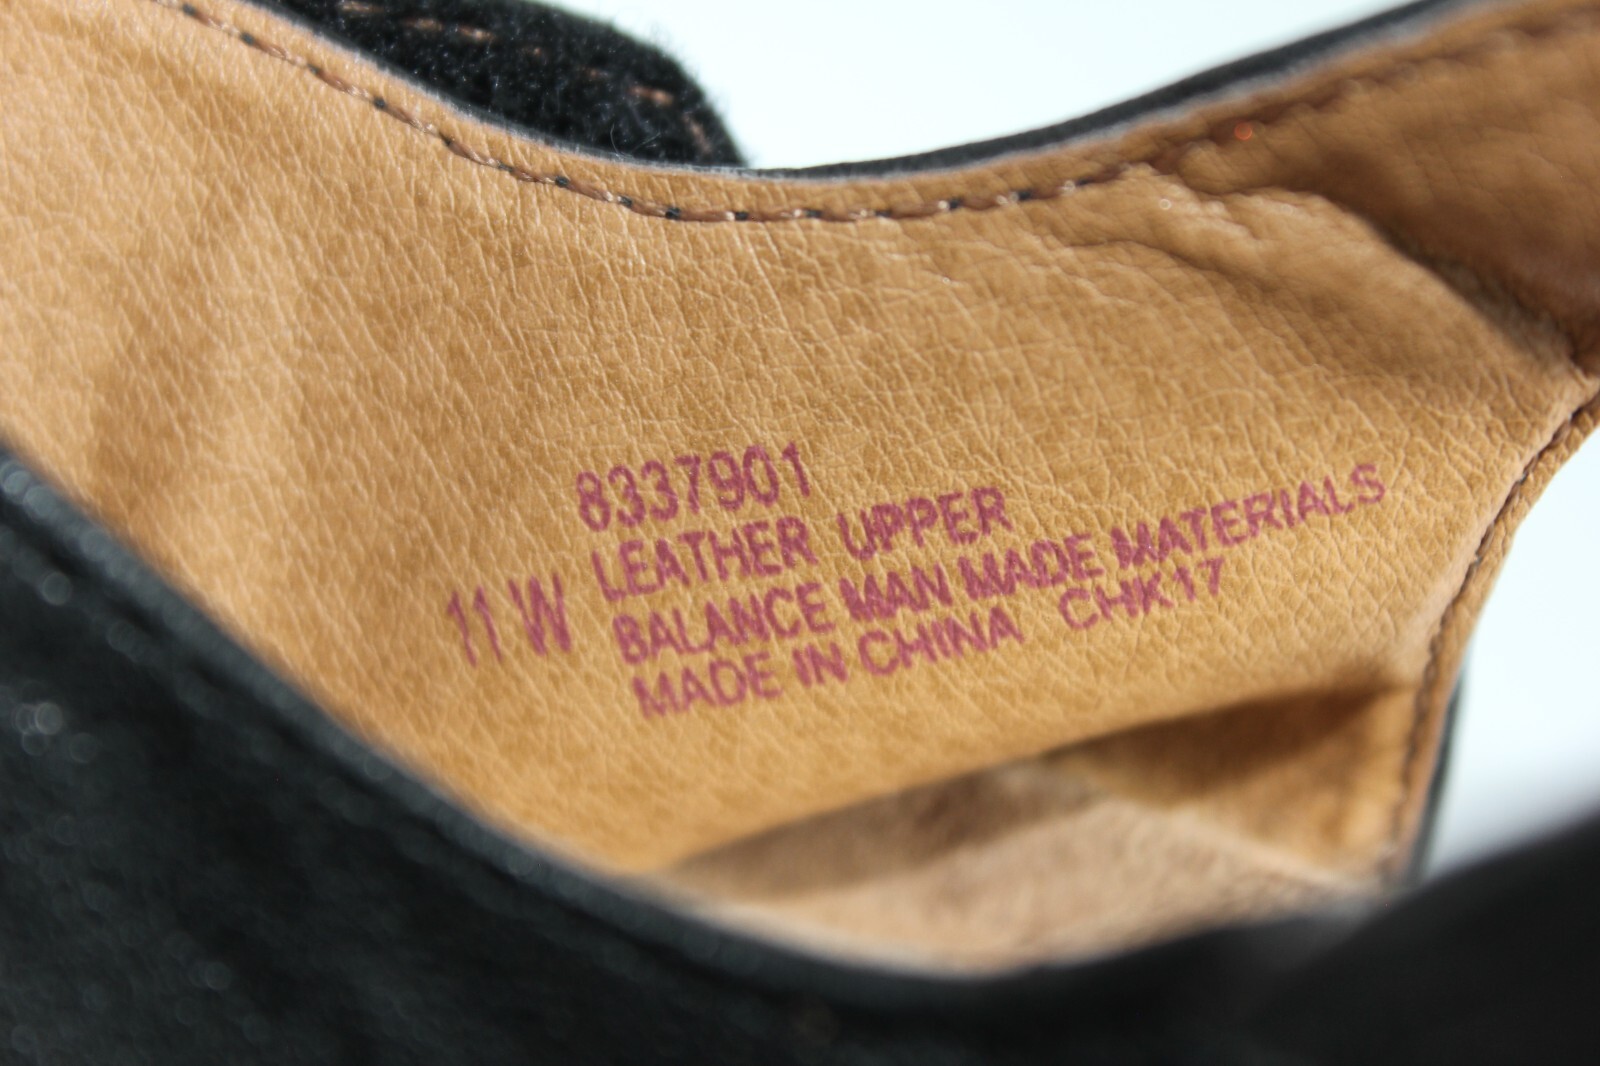 8337901
LEATHER UPPER
11 W BALANCE MAN MADE MATERIALS
MADE IN CHINA CHK17